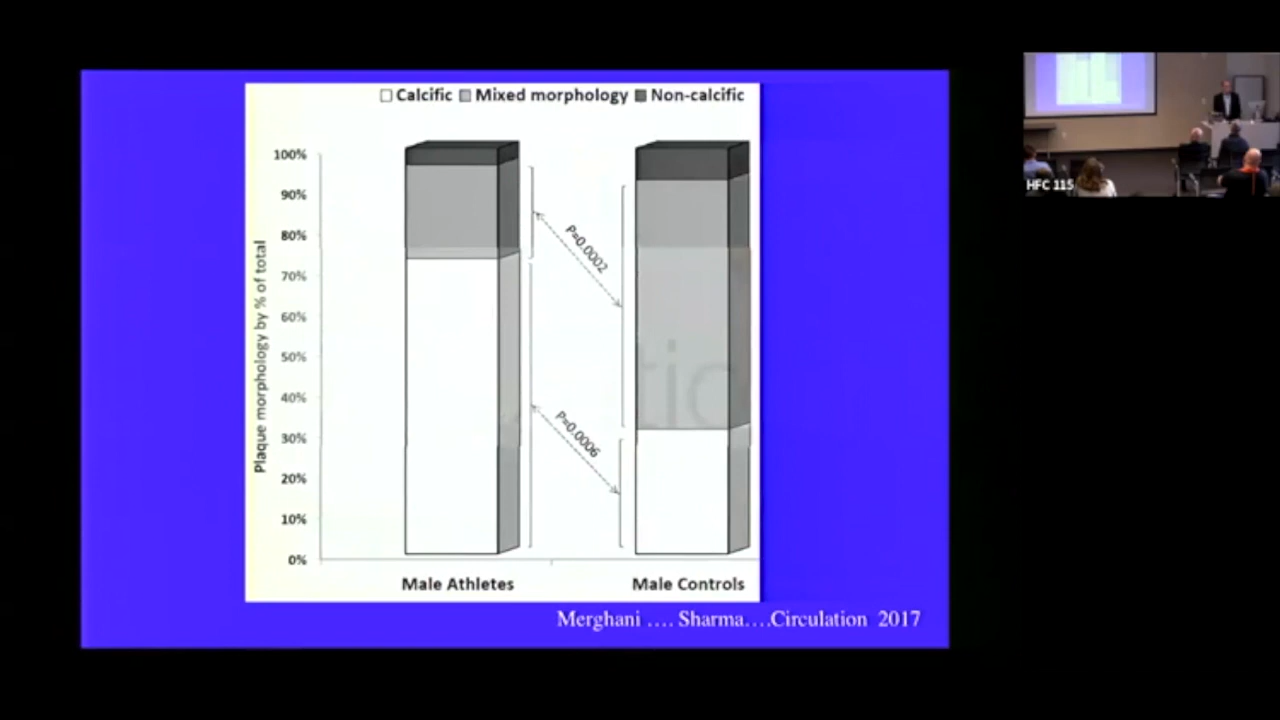 Calcific Mixed morphology Non-calcific
100%
90%
80%
70%
60%
50%
40%
30%
20%
10%
0%
Plaque morphology by % of total
P=0.0002
P=0.0006
tic
Male Athletes Male Controls
Merghani .... Sharma....Circulation 2017
HFC 115